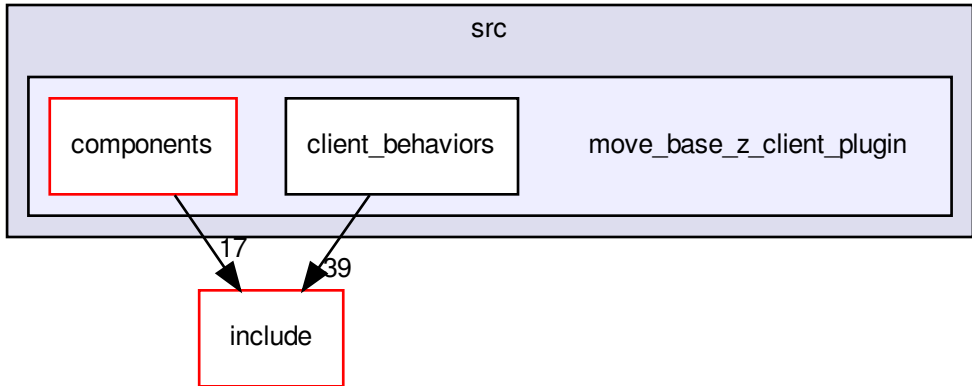 src
components
client_behaviors
move_base_z_client_plugin
17
39
include